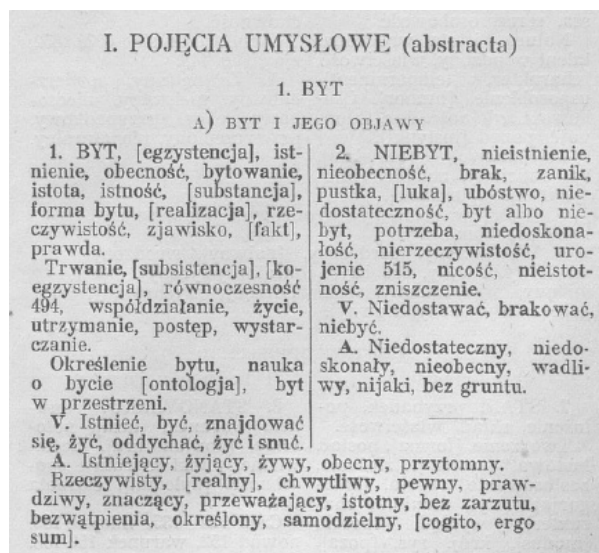 I. POJĘCIA UMYSŁOWE (abstracta)
1. BYT
A) BYT I JEGO OBJAWY
1. BYT, [egzystencja], ist-
nienie, obecność, bytowanie,
istota, istność, [substancja],
forma bytu, [realizacja], rze-
czywistość, zjawisko, [fakt],
prawda.
Trwanie, [subsistencja], [ko-
egzystencja], równoczesność
494, współdziałanie, życie,
utrzymanie, postęp, wystar-
czanie.
Określenie bytu, nauka
o bycie [ontologja], byt
w przestrzeni.
V. Istnieć, być, znajdować
się, żyć, oddychać, żyć i snuć.
A. Istniejący, żyjący, żywy, obecny, przytomny.
Rzeczywisty, [realny], chwytliwy, pewny, praw-
dziwy, znaczący, przeważający, istotny, bez zarzutu,
bezwątpienia, określony, samodzielny, [cogito, ergo
sum].
2. NIEBYT, nieistnienie,
nieobecność, brak, zanik,
pustka, [luka], ubóstwo, nie-
dostateczność, byt albo nie-
byt, potrzeba, niedoskona-
łość, nierzeczywistość, uro-
jenie 515, nicość, nieistot-
ność, zniszczenie.
V. Niedostawać, brakować,
niebyć.
A. Niedostateczny, niedo-
skonały, nieobecny, wadli-
wy, nijaki, bez gruntu.